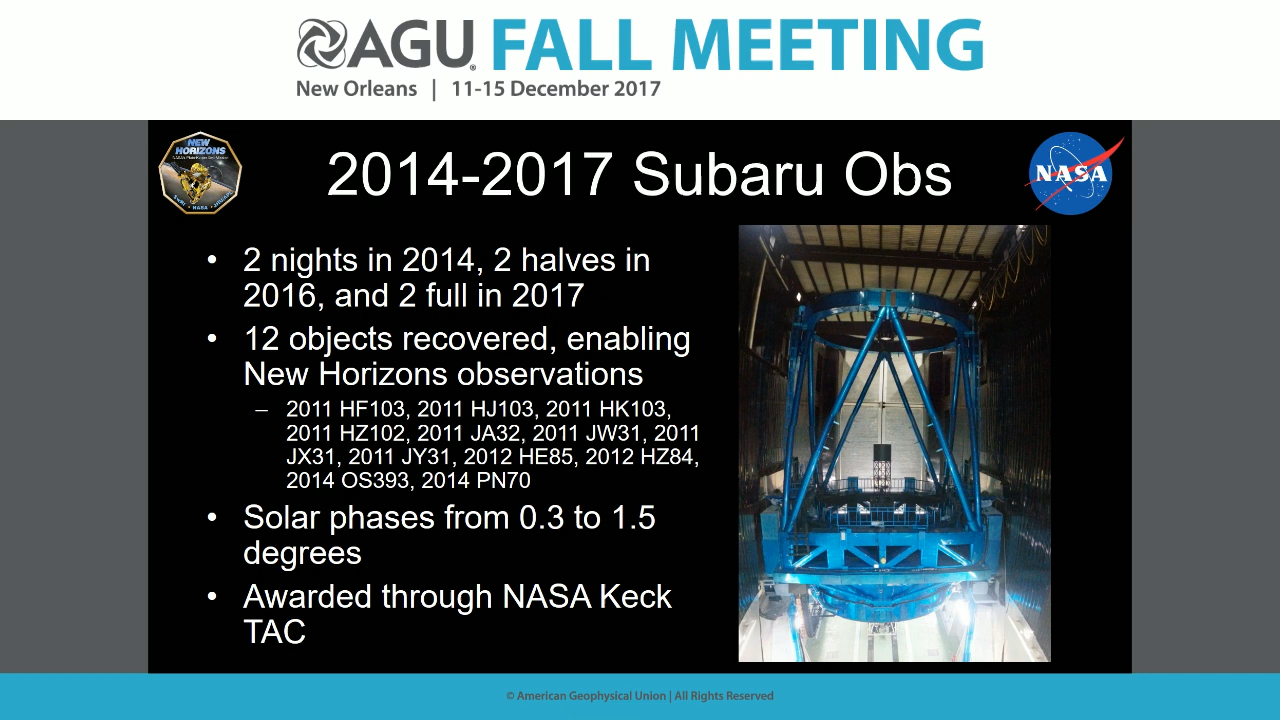 AGU FALL MEETING
New Orleans | 11-15 December 2017
NEW HORIZONS
NASA
2014-2017 Subaru Obs
• 2 nights in 2014, 2 halves in
2016, and 2 full in 2017
• 12 objects recovered, enabling
New Horizons observations
– 2011 HF103, 2011 HJ103, 2011 HK103,
2011 HZ102, 2011 JA32, 2011 JW31, 2011
JX31, 2011 JY31, 2012 HE85, 2012 HZ84,
2014 OS393, 2014 PN70
• Solar phases from 0.3 to 1.5
degrees
• Awarded through NASA Keck
TAC
© American Geophysical Union | All Rights Reserved